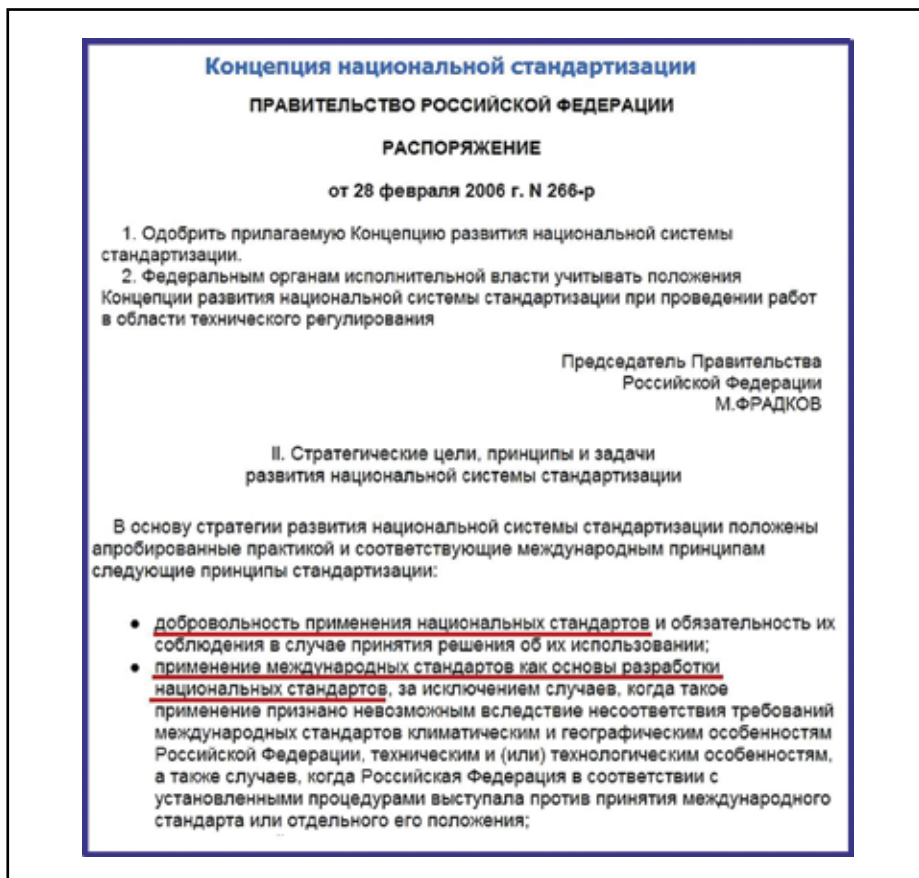 Концепция национальной стандартизации
ПРАВИТЕЛЬСТВО РОССИЙСКОЙ ФЕДЕРАЦИИ
РАСПОРЯЖЕНИЕ
от 28 февраля 2006 г. N 266-р
1. Одобрить прилагаемую Концепцию развития национальной системы
стандартизации.
2. Федеральным органам исполнительной власти учитывать положения
Концепции развития национальной системы стандартизации при проведении работ
в области технического регулирования
Председатель Правительства
Российской Федерации
М.ФРАДКОВ
II. Стратегические цели, принципы и задачи
развития национальной системы стандартизации
В основу стратегии развития национальной системы стандартизации положены
апробированные практикой и соответствующие международным принципам
следующие принципы стандартизации:
● добровольность применения национальных стандартов и обязательность их
соблюдения в случае принятия решения об их использовании;
● применение международных стандартов как основы разработки
национальных стандартов, за исключением случаев, когда такое
применение признано невозможным вследствие несоответствия требований
международных стандартов климатическим и географическим особенностям
Российской Федерации, техническим и (или) технологическим особенностям,
а также случаев, когда Российская Федерация в соответствии с
установленными процедурами выступала против принятия международного
стандарта или отдельного его положения;